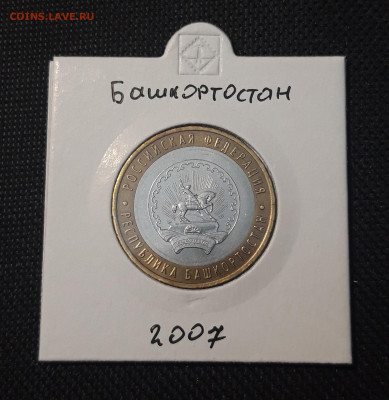 COINS.LAVE.RU
Башкортостан
РОССИЙСКАЯ ФЕДЕРАЦИЯ
РЕСПУБЛИКА БАШКОРТОСТАН
2007